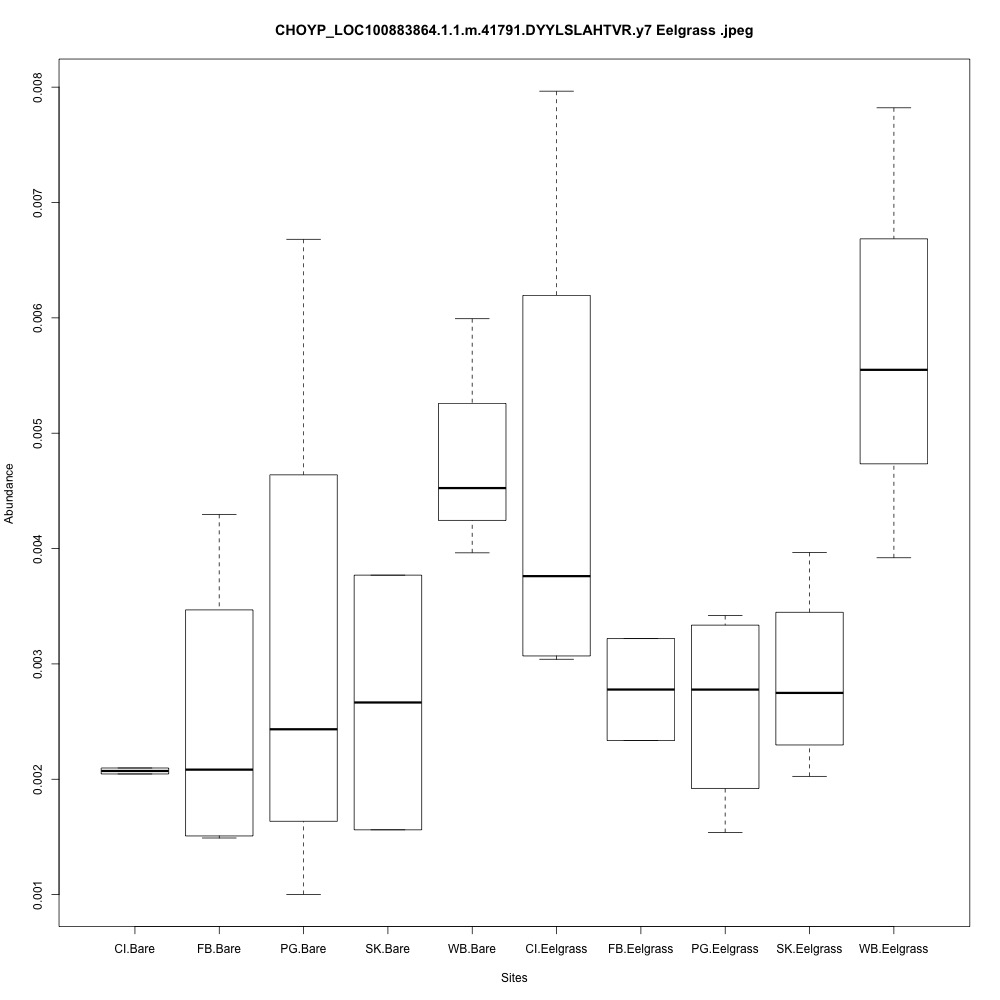 CHOYP_LOC100883864.1.1.m.41791.DYYLSLAHTVR.y7 Eelgrass .jpeg
0.008
0.007
0.006
0.005
0.004
0.003
0.002
0.001
Abundance
CI.Bare FB.Bare PG.Bare SK.Bare WB.Bare CI.Eelgrass FB.Eelgrass PG.Eelgrass SK.Eelgrass WB.Eelgrass
Sites